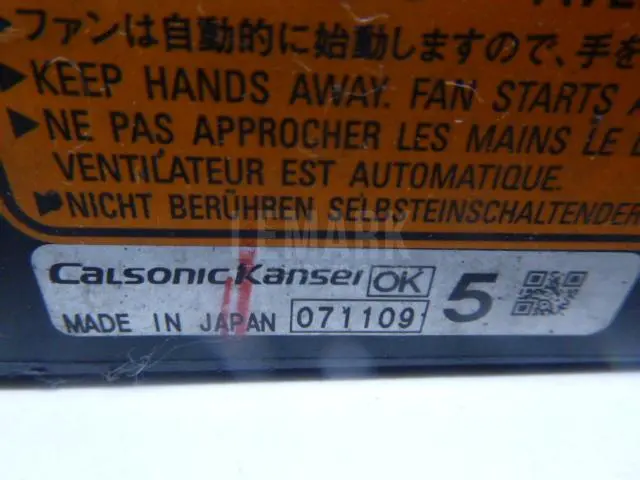 ▶ファンは自動的に始動しますので、手を
▶KEEP HANDS AWAY. FAN STARTS
▶NE PAS APPROCHER LES MAINS LE
VENTILATEUR EST AUTOMATIQUE.
▶NICHT BERÜHREN SELBSTEINSCHALTENDER
LEMARK
CalsonicKansei OK 5
MADE IN JAPAN 071109